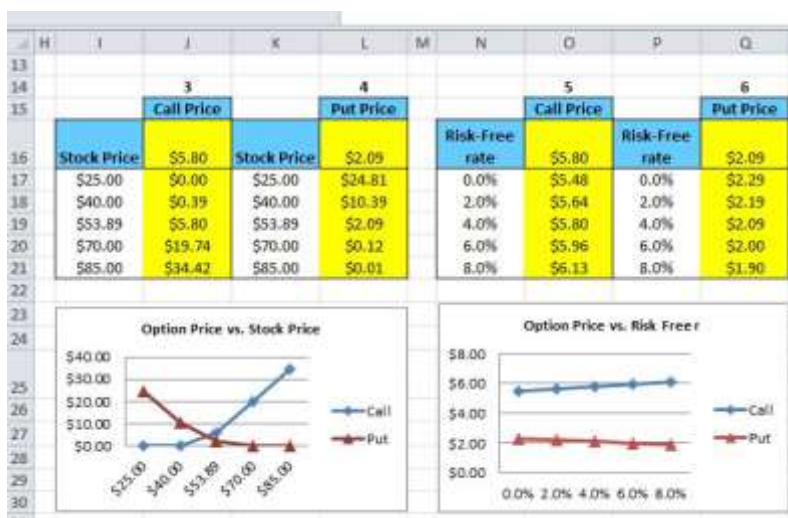 H I J K L M N O P Q
13
14 3 4 5 6
15 Call Price Put Price Call Price Put Price
16 Stock Price $5.80 Stock Price $2.09 Risk-Free rate $5.80 Risk-Free rate $2.09
17 $25.00 $0.00 $25.00 $24.81 0.0% $5.48 0.0% $2.29
18 $40.00 $0.39 $40.00 $10.39 2.0% $5.64 2.0% $2.19
19 $53.89 $5.80 $53.89 $2.09 4.0% $5.80 4.0% $2.09
20 $70.00 $19.74 $70.00 $0.12 6.0% $5.96 6.0% $2.00
21 $85.00 $34.42 $85.00 $0.01 8.0% $6.13 8.0% $1.90
22
23
24
25
26
27
28
29
30
Option Price vs. Stock Price
$40.00
$30.00
$20.00
$10.00
$0.00
$25.00 $40.00 $53.89 $70.00 $85.00
Call
Put
Option Price vs. Risk Free r
$8.00
$6.00
$4.00
$2.00
$0.00
0.0% 2.0% 4.0% 6.0% 8.0%
Call
Put